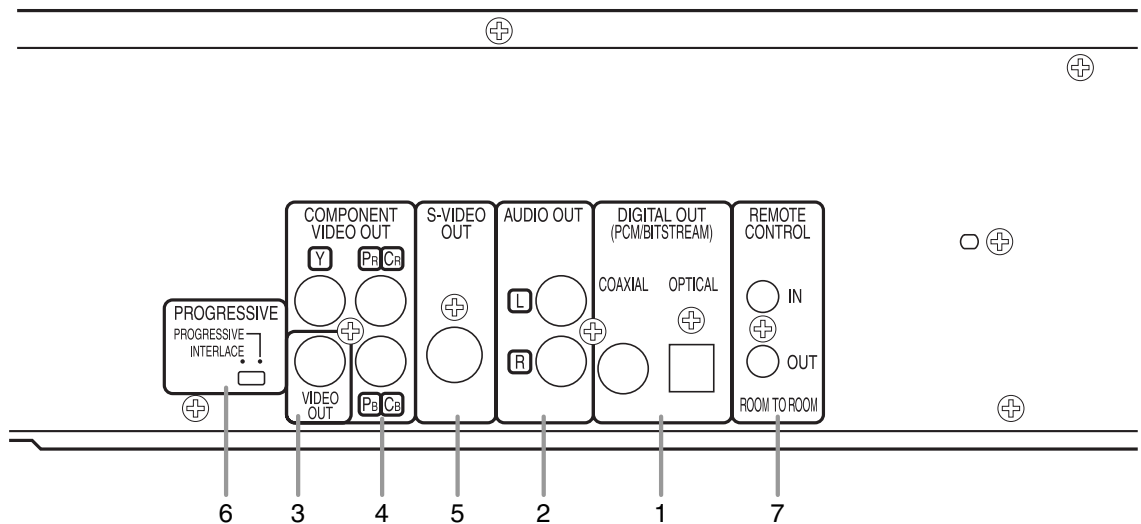 COMPONENT
VIDEO OUT
Y
PR CR
S-VIDEO
OUT
AUDIO OUT
L
R
DIGITAL OUT
(PCM/BITSTREAM)
COAXIAL
OPTICAL
REMOTE
CONTROL
IN
OUT
ROOM TO ROOM
PROGRESSIVE
PROGRESSIVE
INTERLACE
VIDEO
OUT
PB CB
6
3
4
5
2
1
7